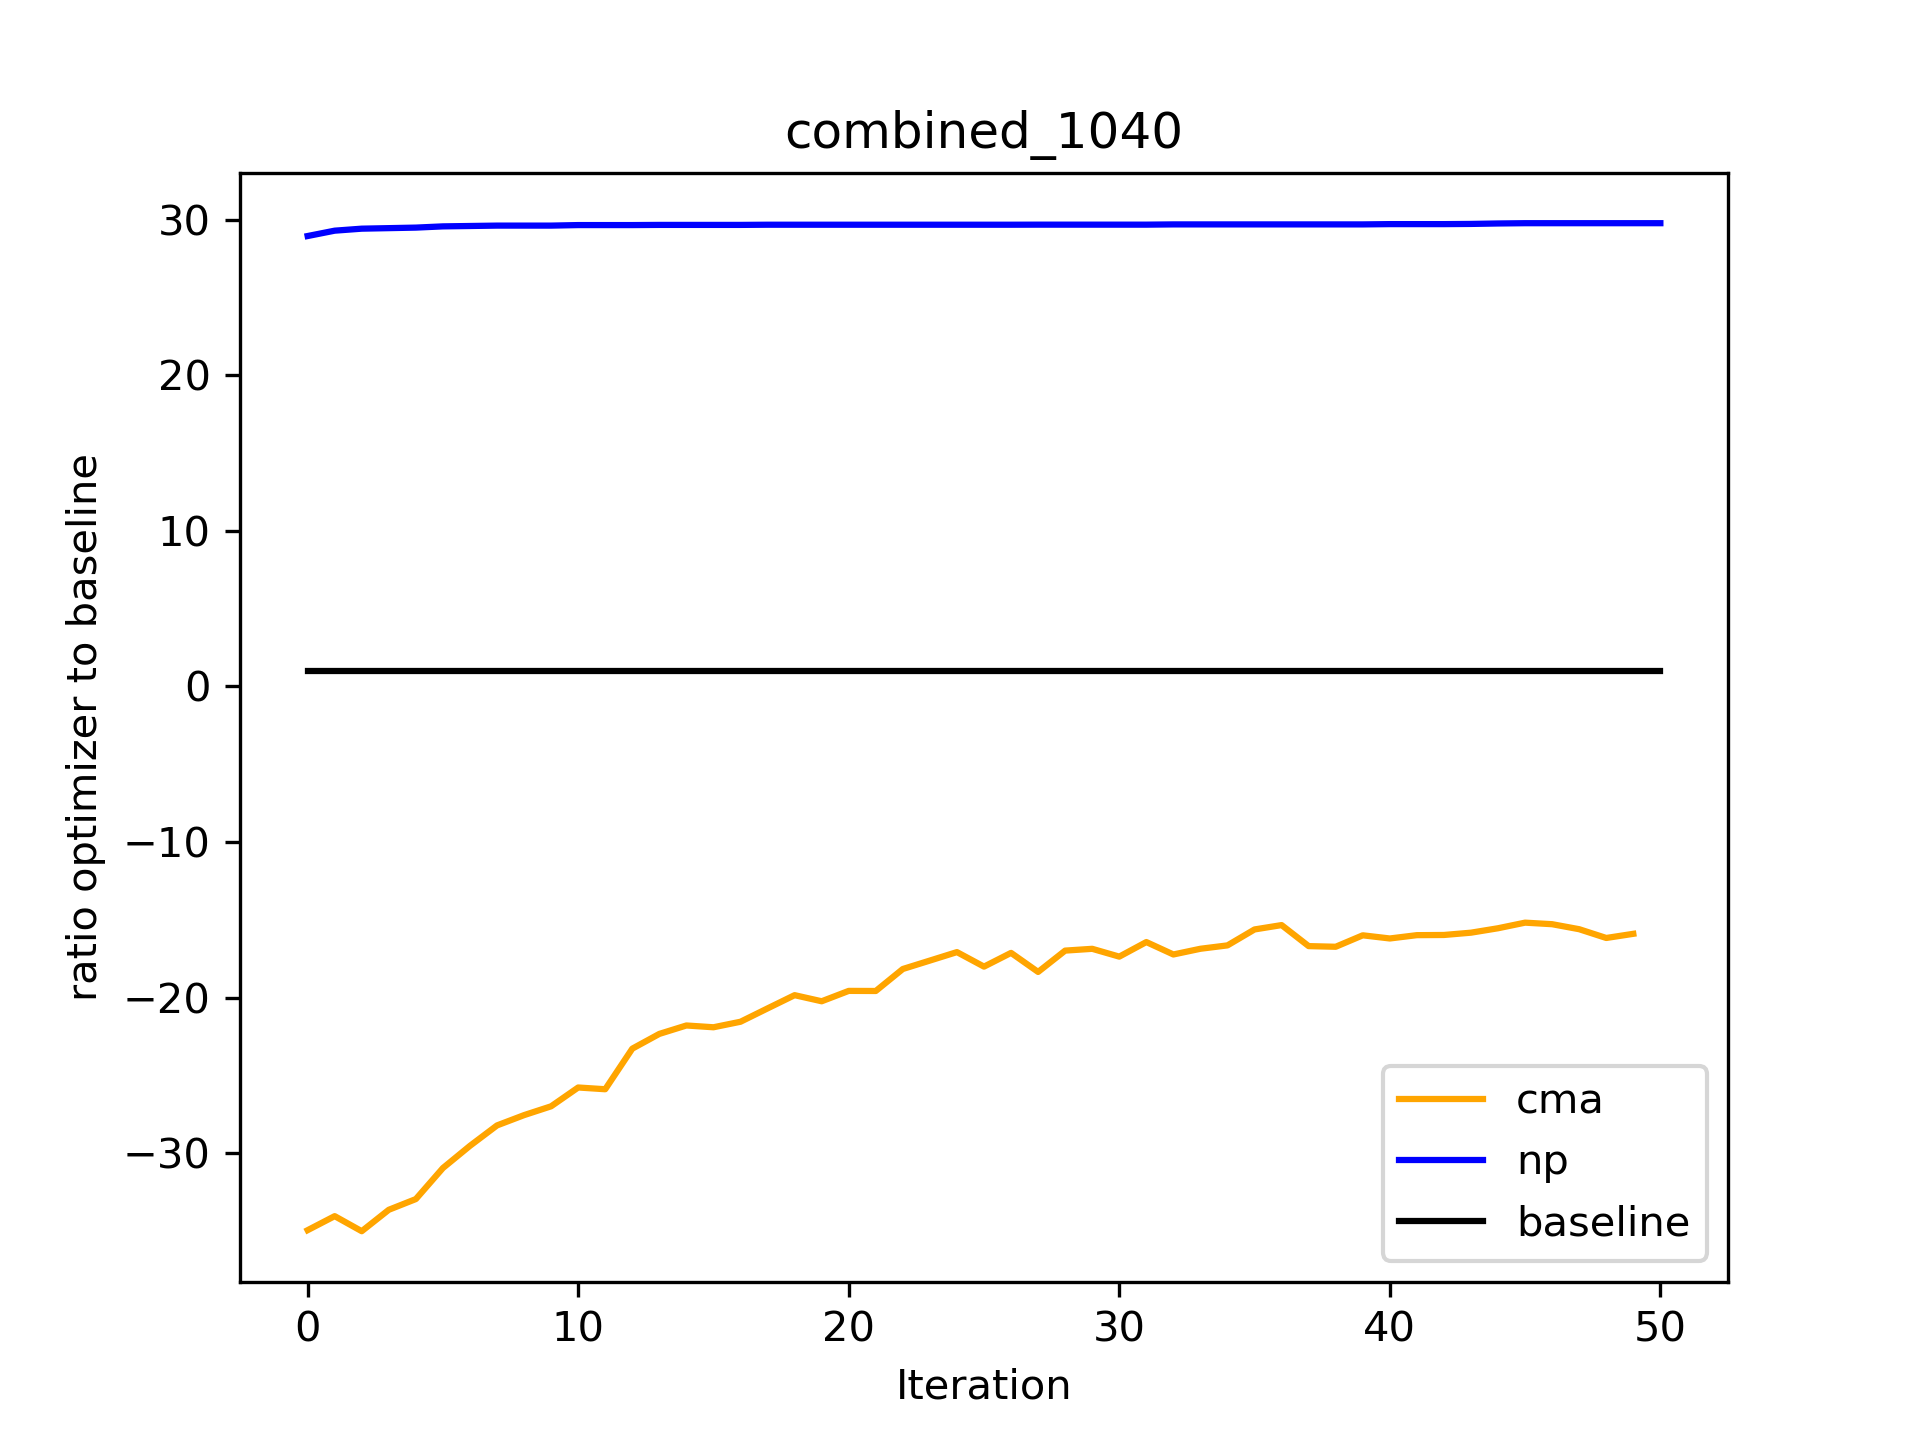 combined_1040
ratio optimizer to baseline
30
20
10
0
−10
−20
−30
0 10 20 30 40 50
Iteration
cma
np
baseline